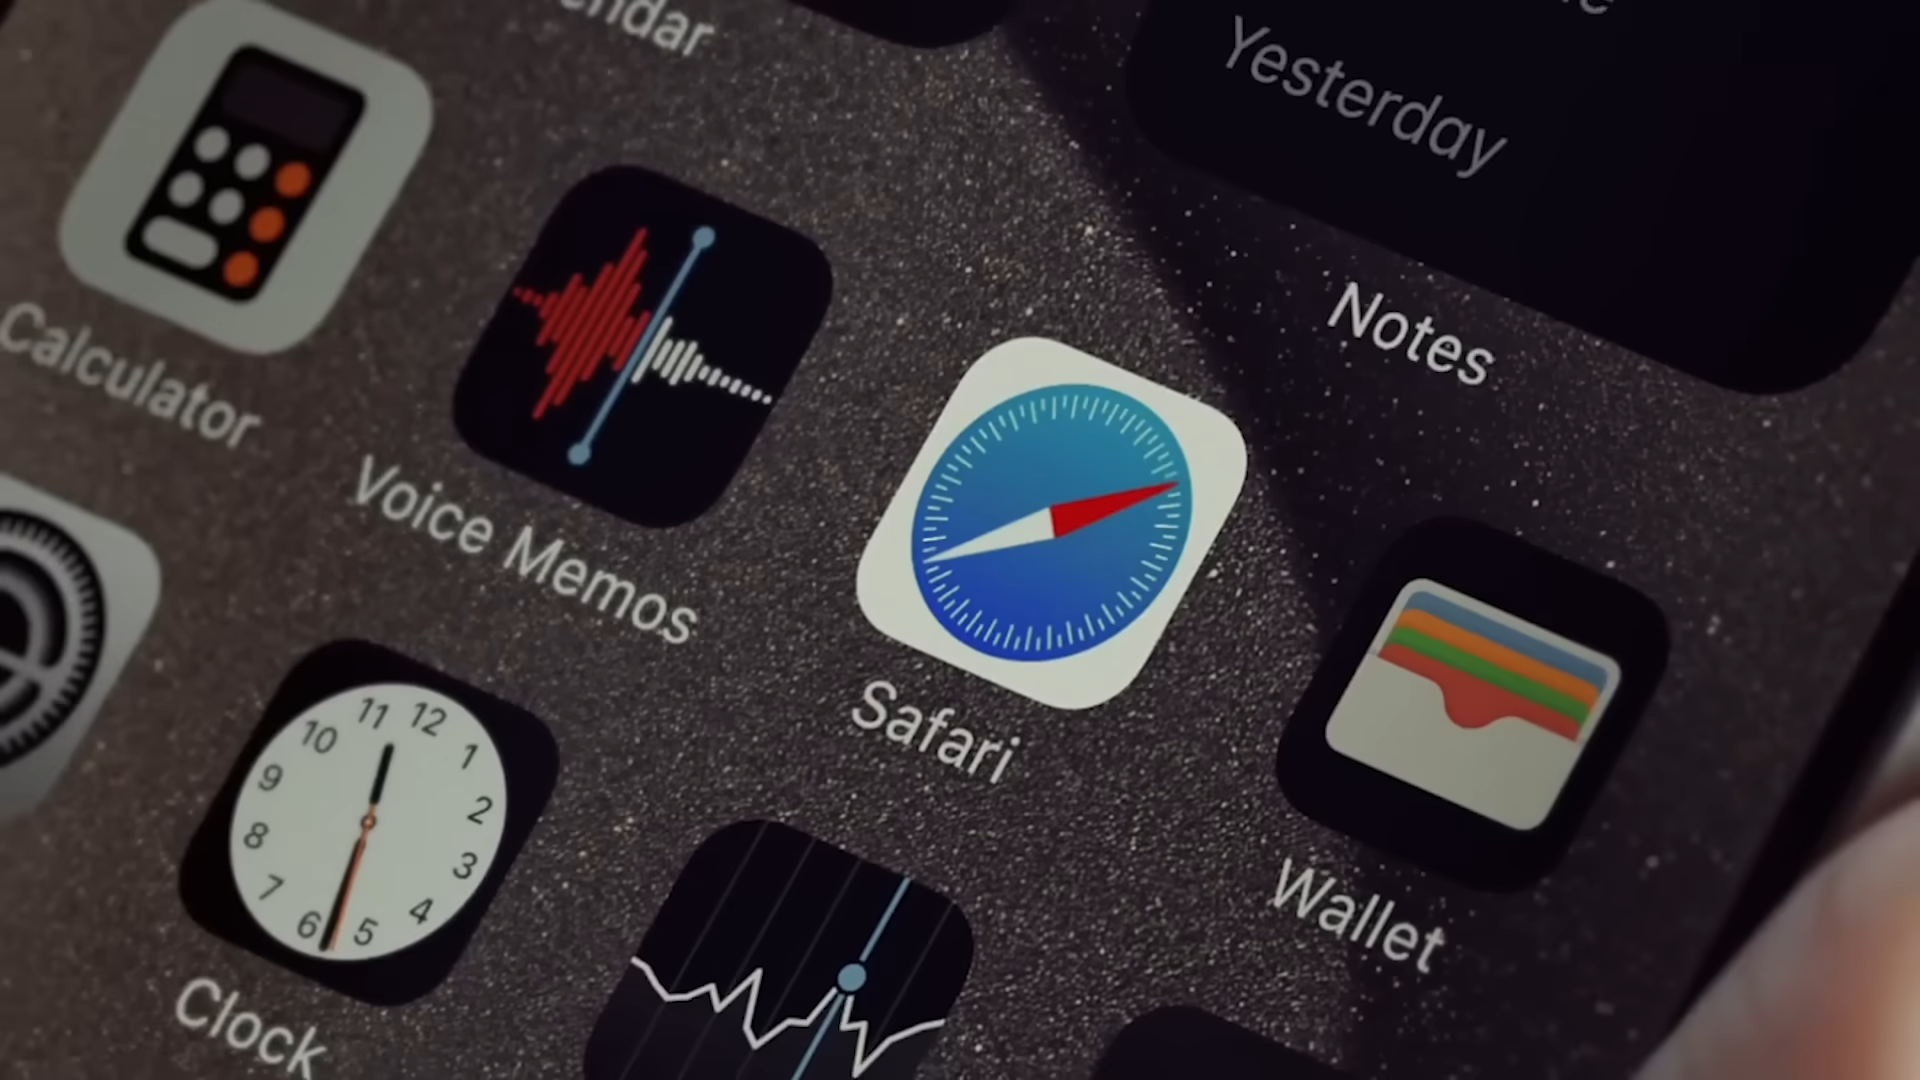 Yesterday
Notes
Calculator
Voice Memos
Safari
Wallet
11 12 1
10 2
9 3
8 4
7 6 5
Clock